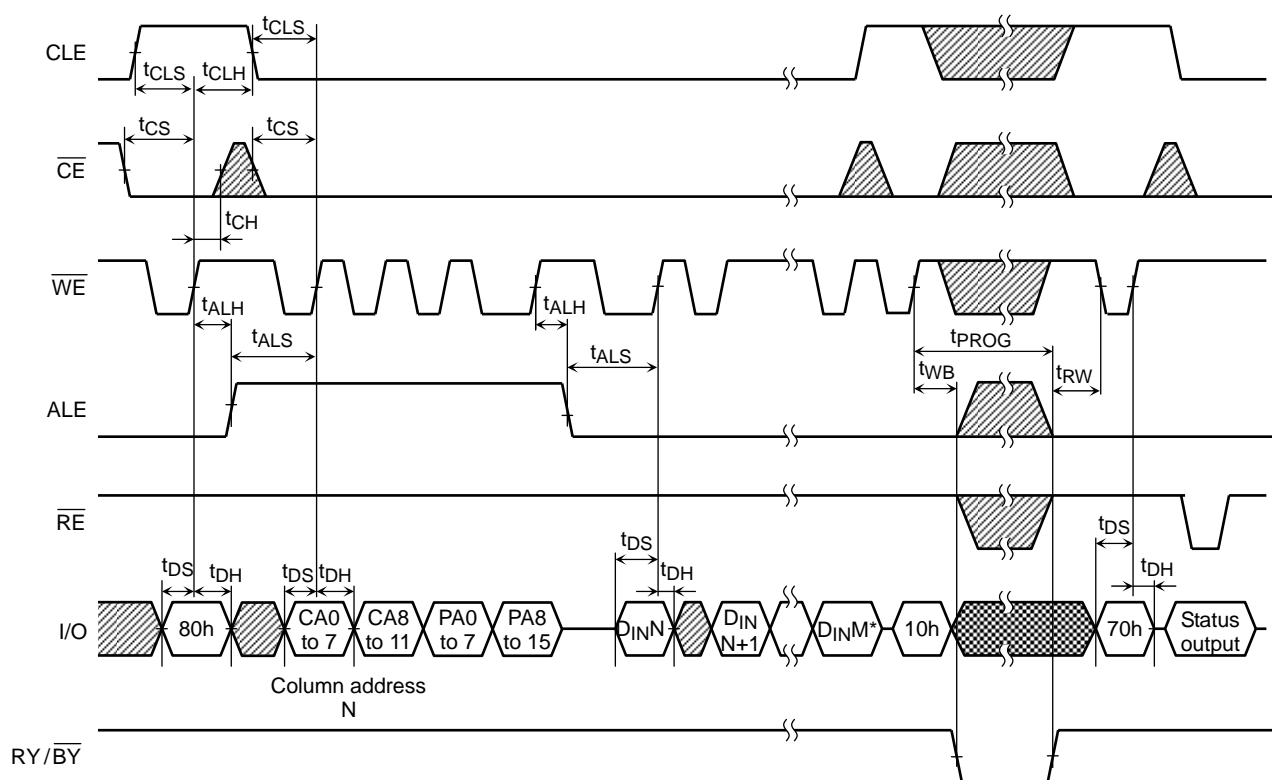 tCLS
CLE
tCLS tCLH
tCS tCS
CE
tCH
WE
tALH tALH
tALS tALS tPROG
tWB tRW
ALE
RE
tDS tDH tDS tDH tDS tDH tDS tDH
I/O
80h
CA0 to 7
CA8 to 11
PA0 to 7
PA8 to 15
DINN
DIN N+1
DINM*
10h
70h
Status output
Column address
N
RY/BY